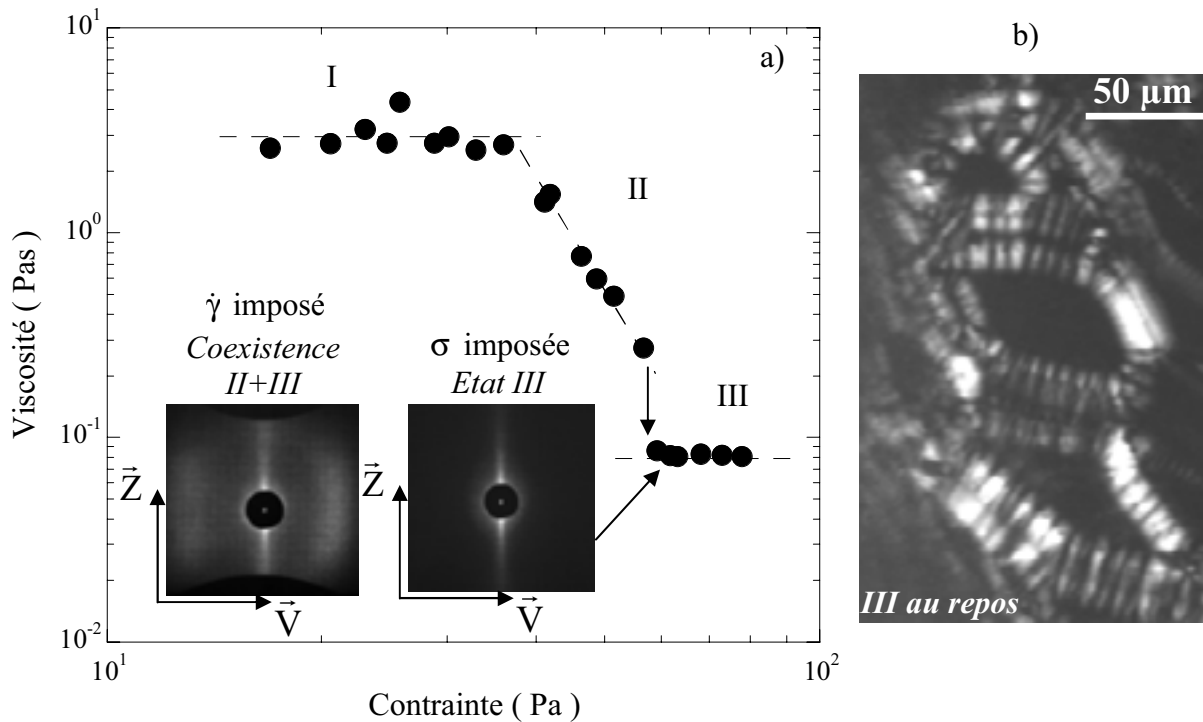 a)
b)
10¹
10⁰
10⁻¹
10⁻²
Viscosité ( Pas )
I
II
III
γ̇ imposé
Coexistence
II+III
σ imposée
Etat III
Z⃗
V⃗
Z⃗
V⃗
10¹
10²
Contrainte ( Pa )
50 µm
III au repos